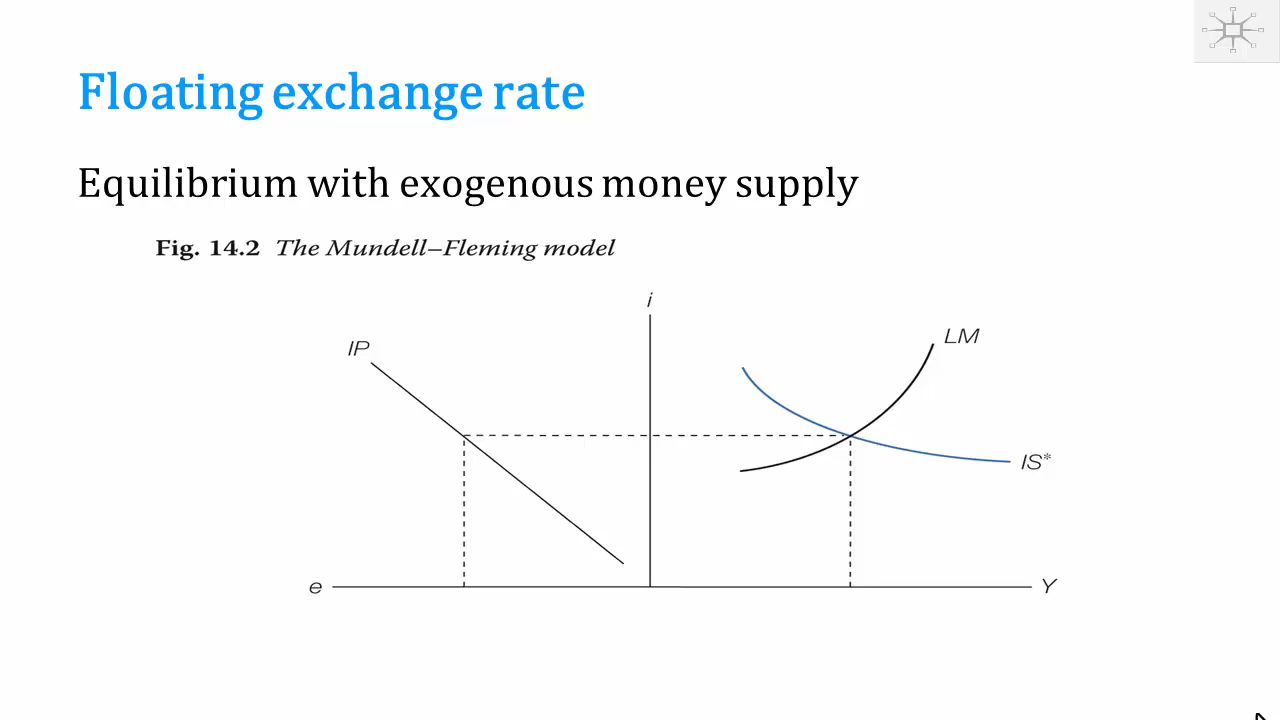 Floating exchange rate
Equilibrium with exogenous money supply
Fig. 14.2 The Mundell–Fleming model
i
LM
IP
IS*
e
Y